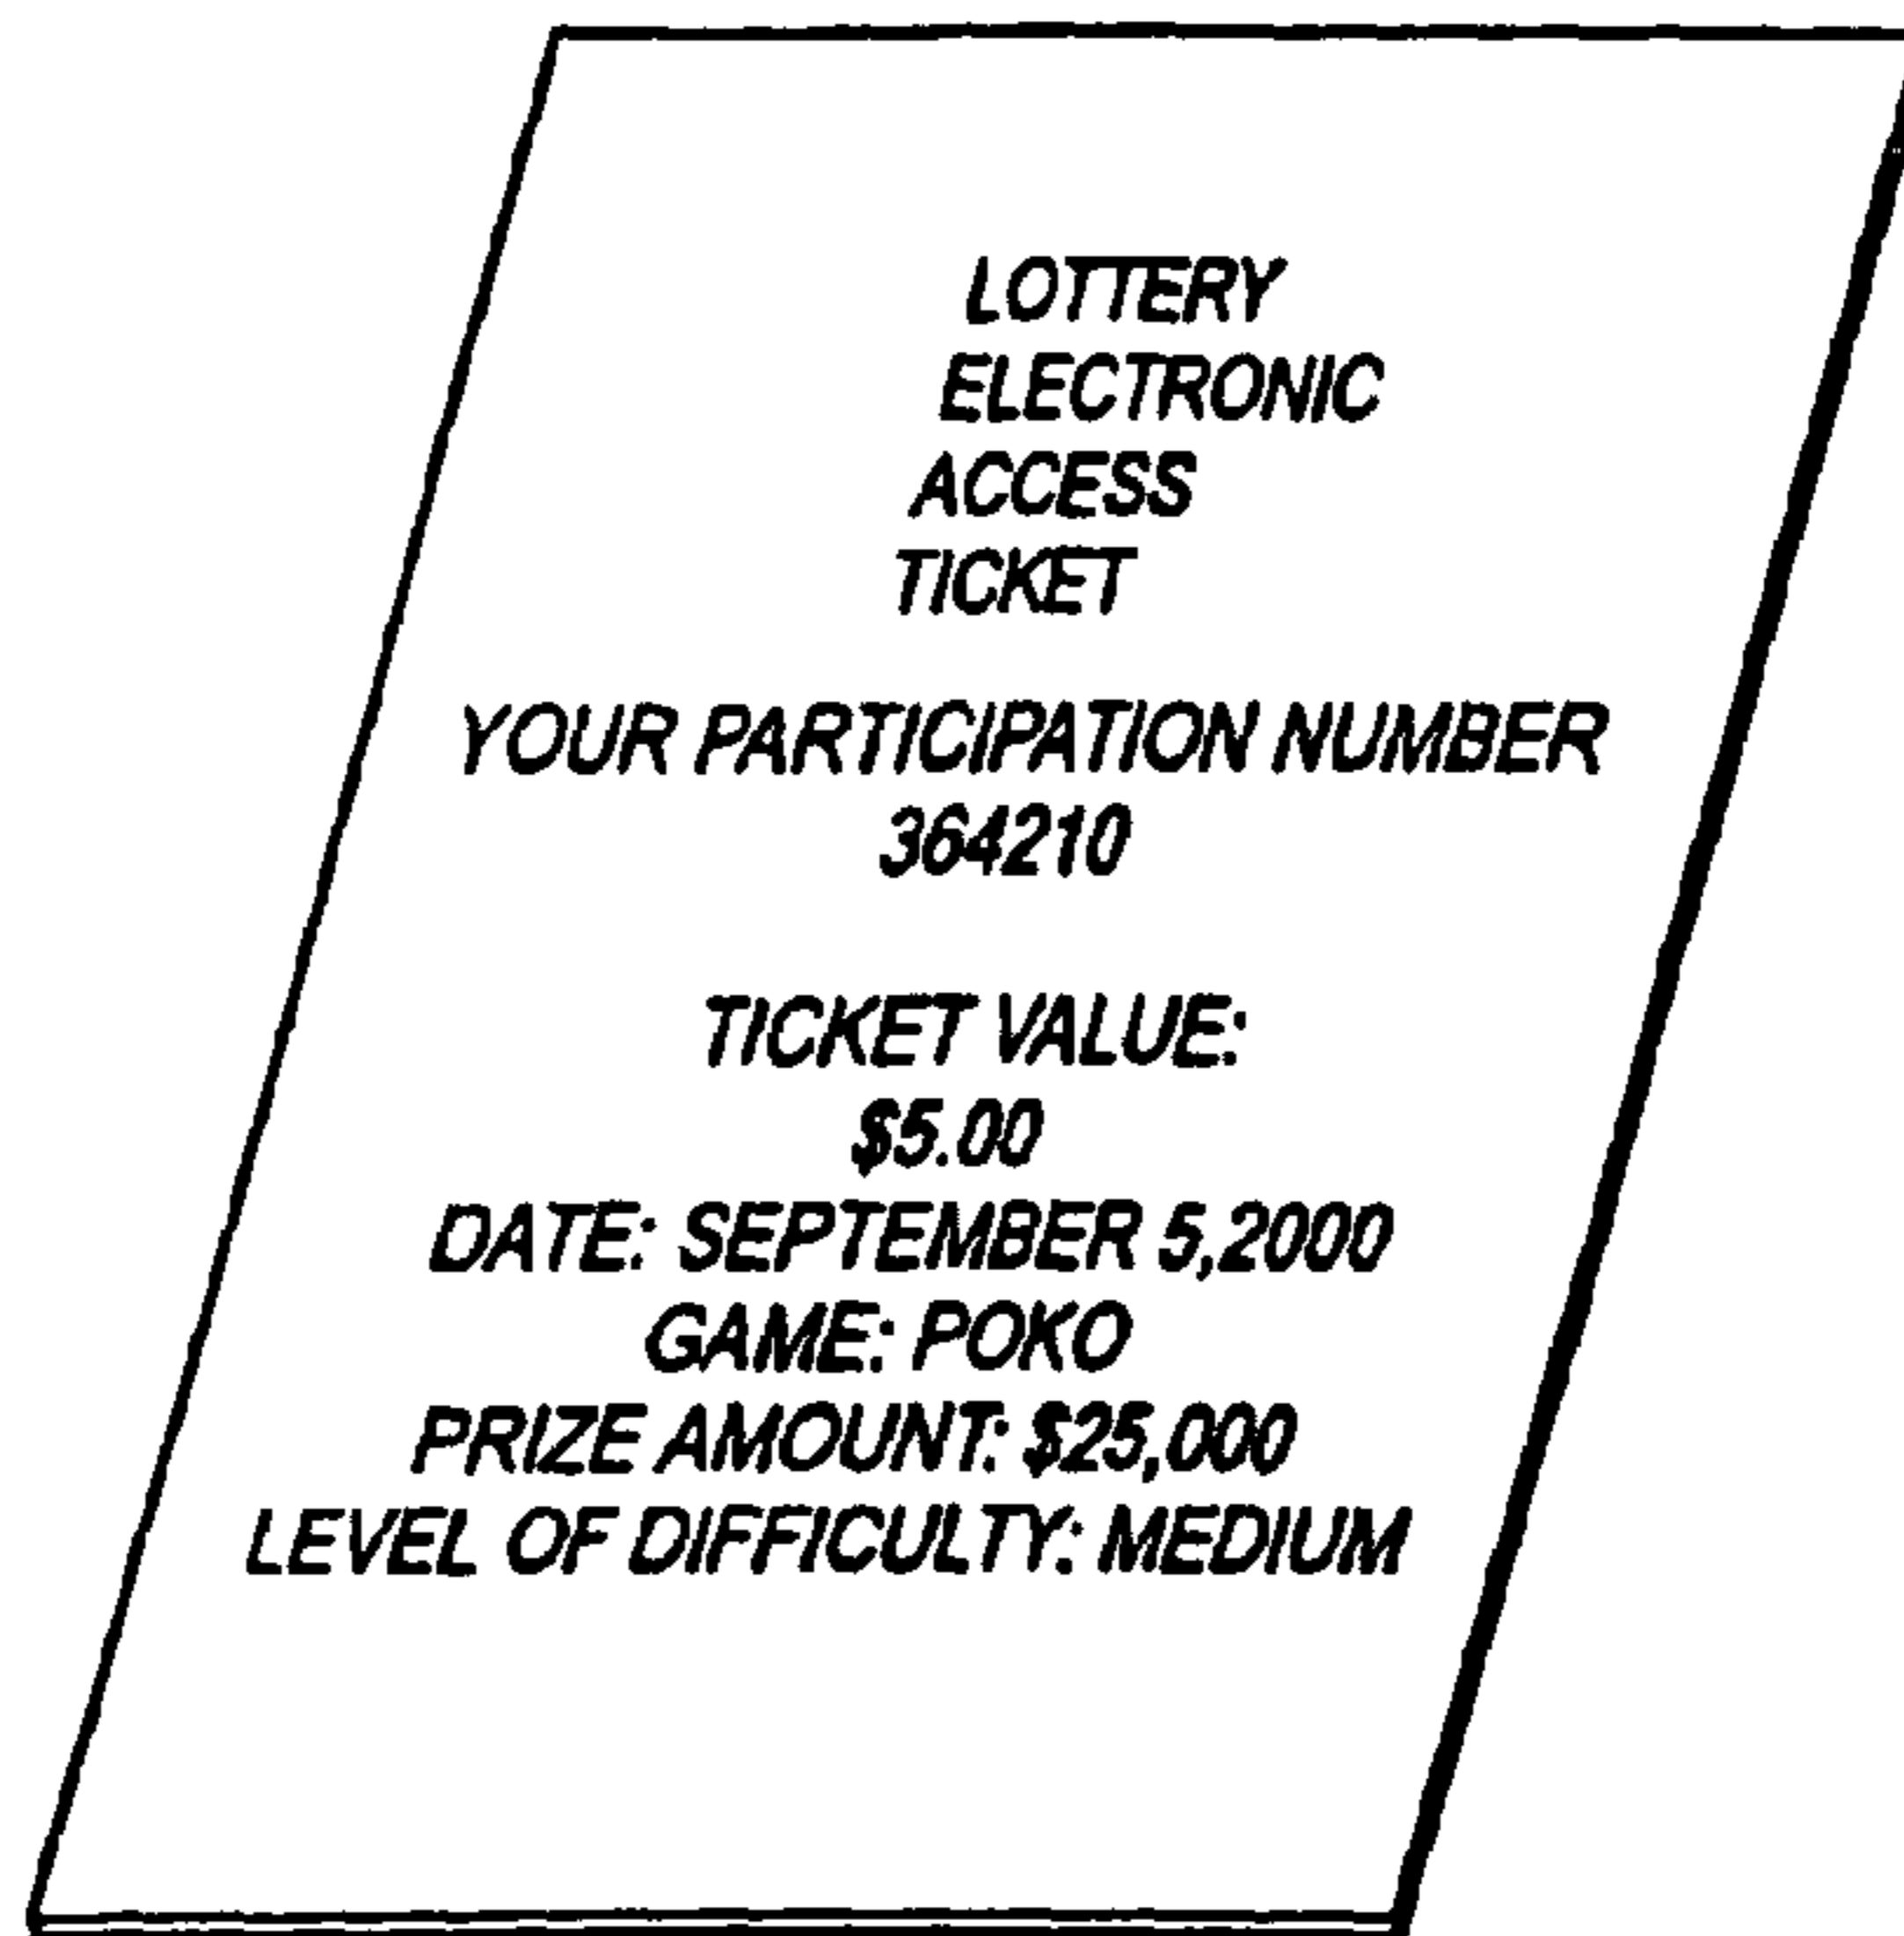 LOTTERY
ELECTRONIC
ACCESS
TICKET
YOUR PARTICIPATION NUMBER
364210
TICKET VALUE:
$5.00
DATE: SEPTEMBER 5,2000
GAME: POKO
PRIZE AMOUNT: $25,000
LEVEL OF DIFFICULTY: MEDIUM